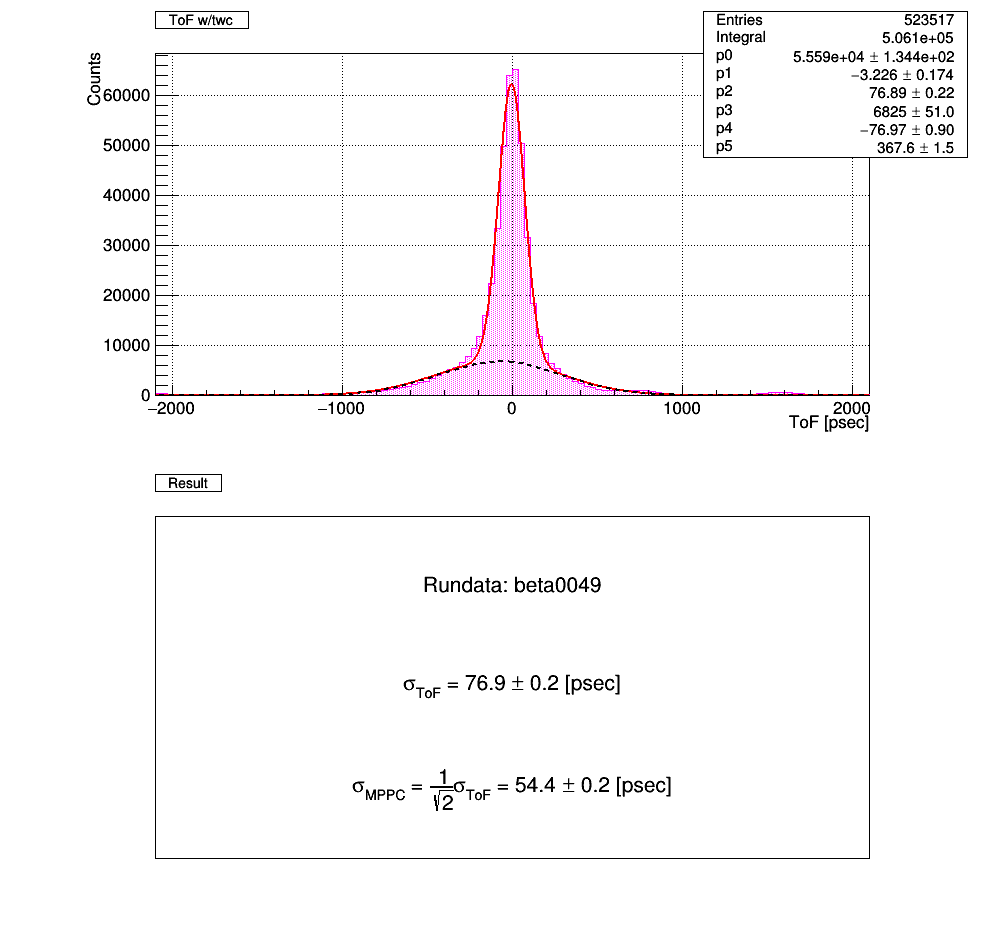 ToF w/twc
Entries 523517
Integral 5.061e+05
p0 5.559e+04 ± 1.344e+02
p1 −3.226 ± 0.174
p2 76.89 ± 0.22
p3 6825 ± 51.0
p4 −76.97 ± 0.90
p5 367.6 ± 1.5
Counts
60000
50000
40000
30000
20000
10000
0
−2000 −1000 0 1000 2000
ToF [psec]
Result
Rundata: beta0049
σ_ToF = 76.9 ± 0.2 [psec]
σ_MPPC = 1/√2 σ_ToF = 54.4 ± 0.2 [psec]